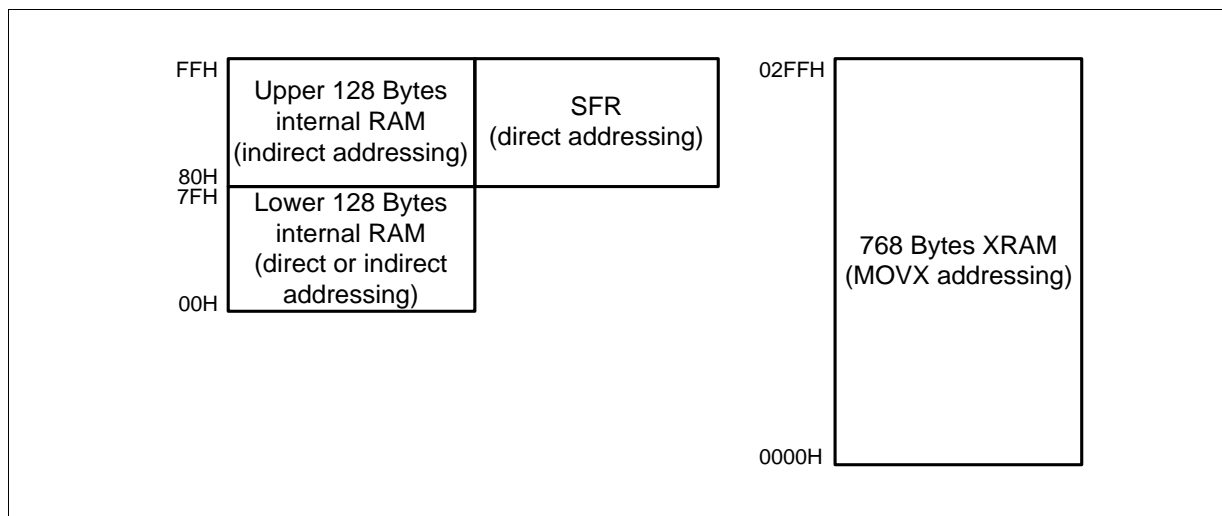 FFH
Upper 128 Bytes
internal RAM
(indirect addressing)
SFR
(direct addressing)
80H
7FH
Lower 128 Bytes
internal RAM
(direct or indirect
addressing)
00H
02FFH
768 Bytes XRAM
(MOVX addressing)
0000H